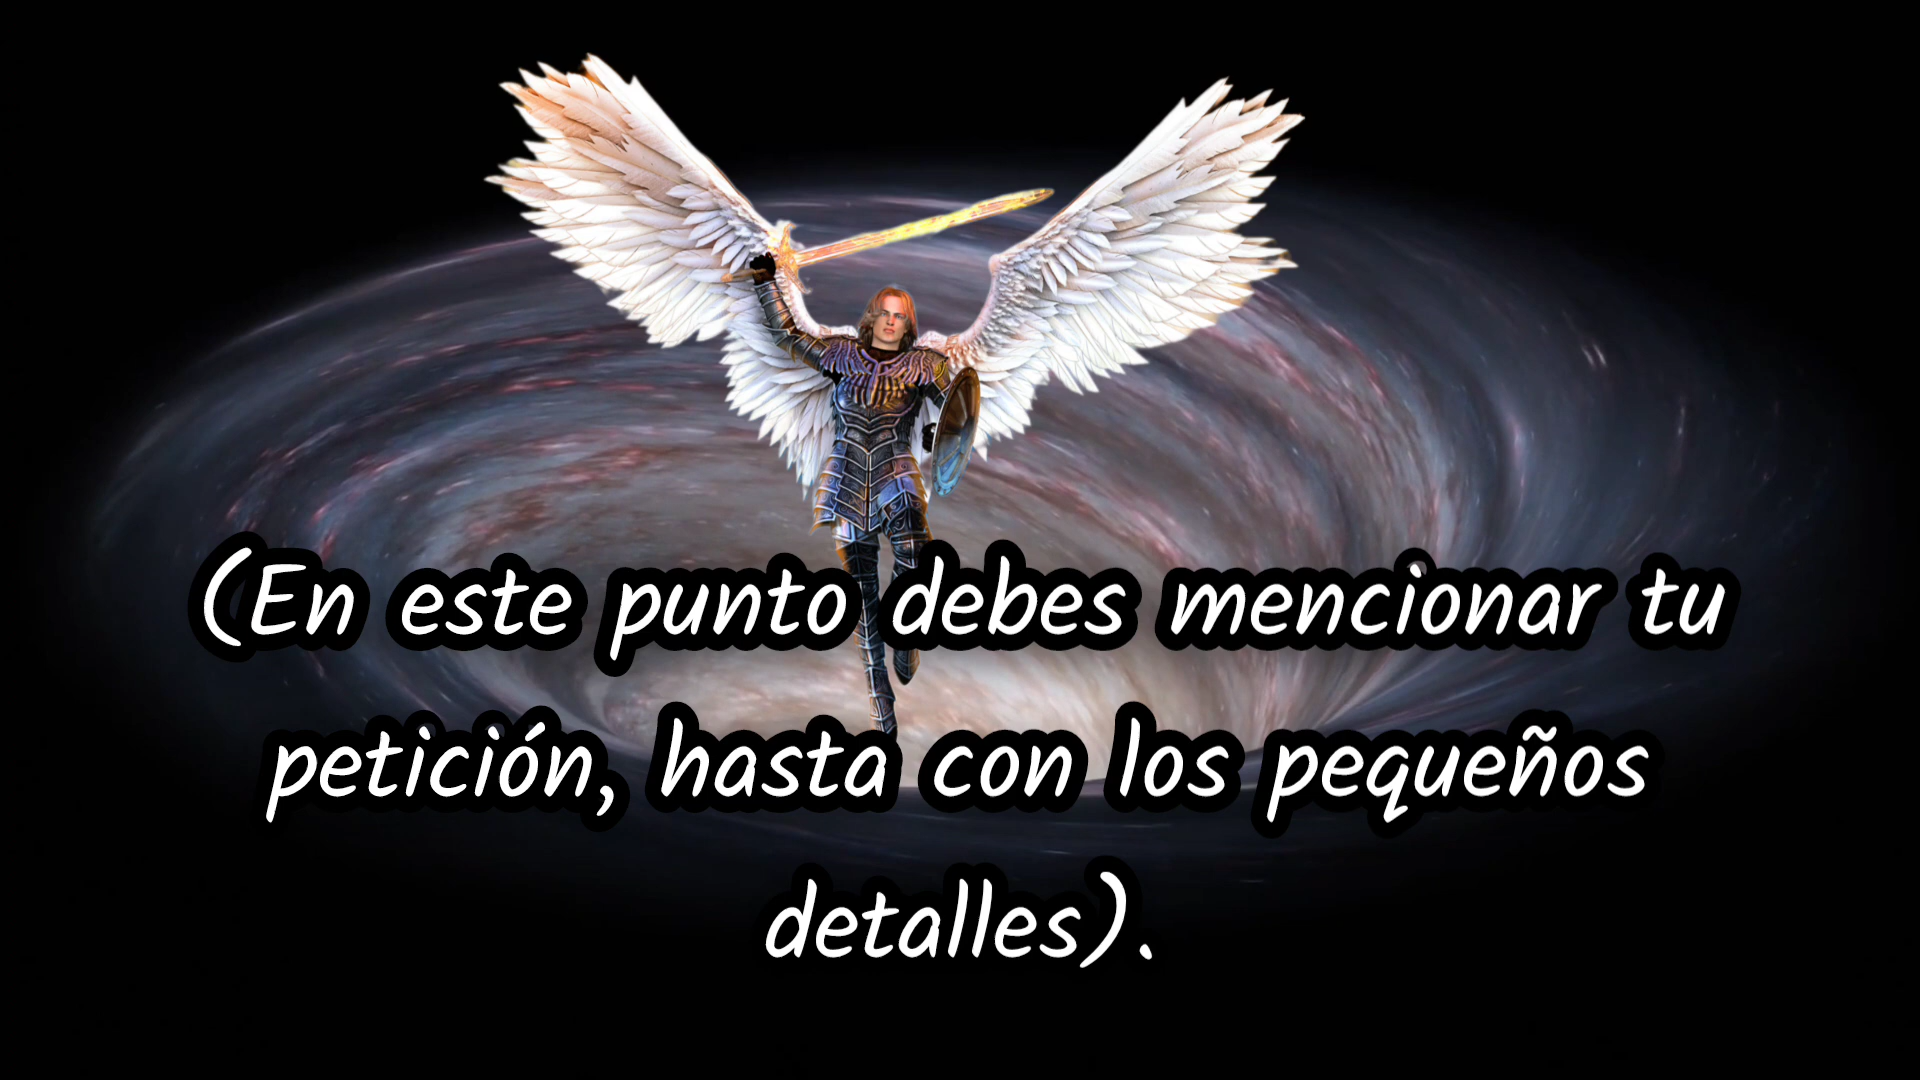 (En este punto debes mencionar tu
petición, hasta con los pequeños
detalles).